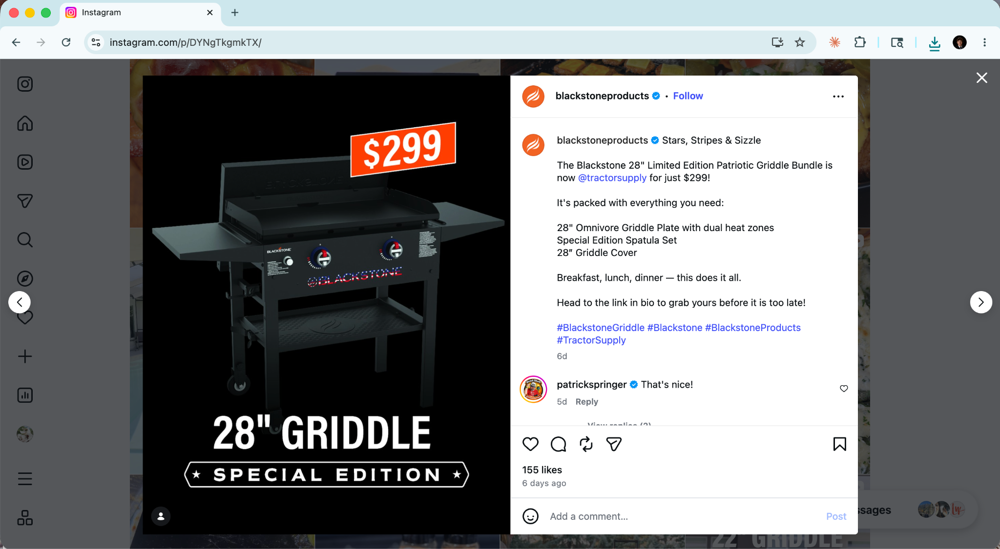 Instagram
instagram.com/p/DYNgTkgmkTX/
$299
BLACKSTONE
BLACKSTONE
28" GRIDDLE
SPECIAL EDITION
blackstoneproducts • Follow
blackstoneproducts Stars, Stripes & Sizzle
The Blackstone 28" Limited Edition Patriotic Griddle Bundle is
now @tractorsupply for just $299!
It's packed with everything you need:
28" Omnivore Griddle Plate with dual heat zones
Special Edition Spatula Set
28” Griddle Cover
Breakfast, lunch, dinner — this does it all.
Head to the link in bio to grab yours before it is too late!
#BlackstoneGriddle #Blackstone #BlackstoneProducts
#TractorSupply
6d
patrickspringer That's nice!
5d Reply
View replies (2)
155 likes
6 days ago
Add a comment...
Post
ssages
22" GRIDDLE